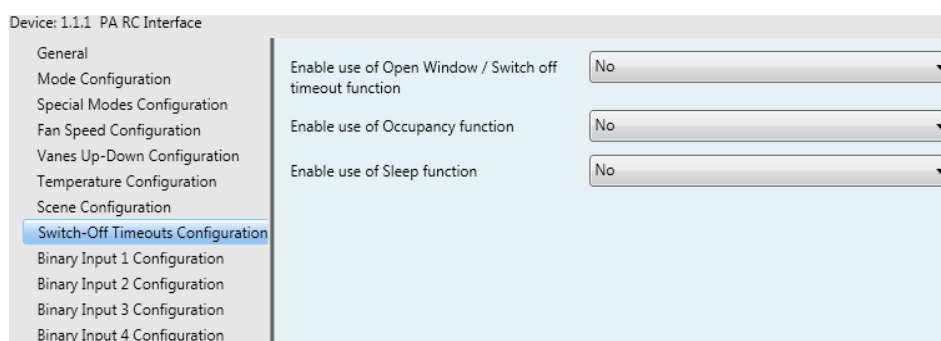 Device: 1.1.1 PA RC Interface
General
Mode Configuration
Special Modes Configuration
Fan Speed Configuration
Vanes Up-Down Configuration
Temperature Configuration
Scene Configuration
Switch-Off Timeouts Configuration
Binary Input 1 Configuration
Binary Input 2 Configuration
Binary Input 3 Configuration
Binary Input 4 Configuration
Enable use of Open Window / Switch off
timeout function
No
Enable use of Occupancy function
No
Enable use of Sleep function
No